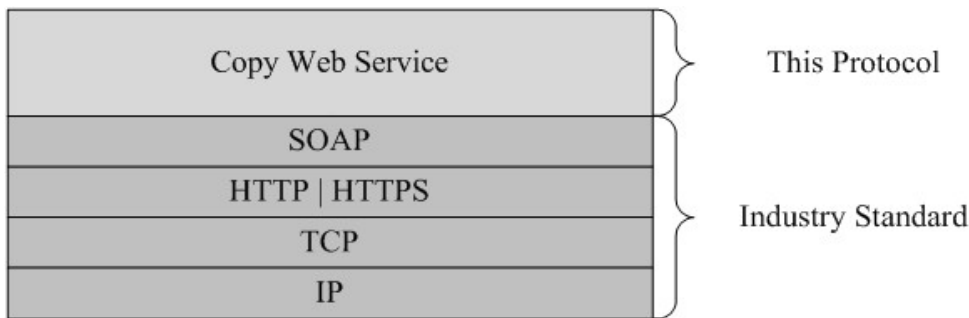 Copy Web Service
This Protocol
SOAP
HTTP | HTTPS
TCP
IP
Industry Standard